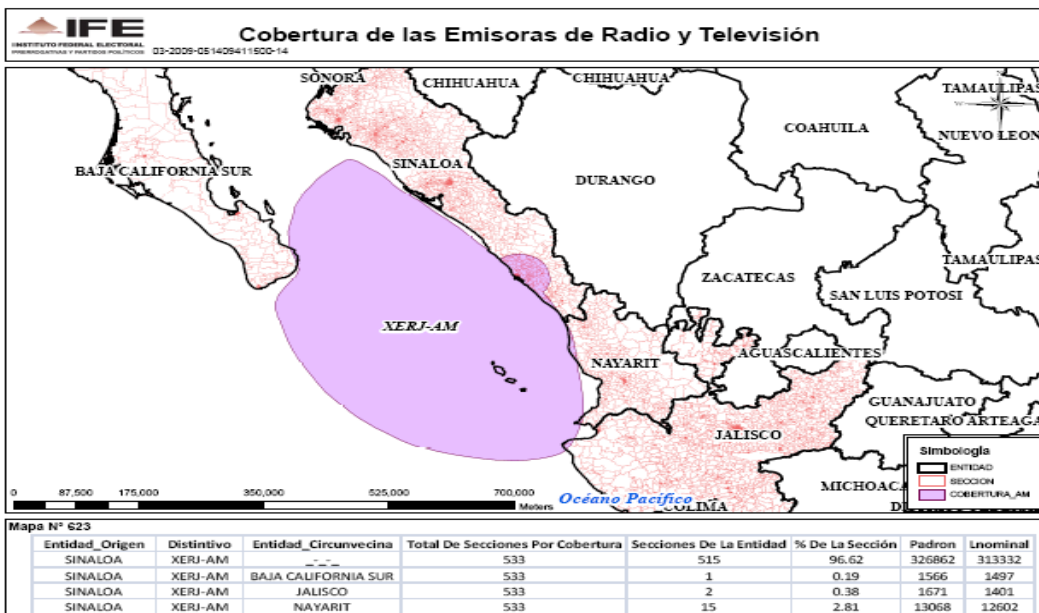 IFE
INSTITUTO FEDERAL ELECTORAL
PRERROGATIVAS Y PARTIDOS POLÍTICOS
03-2009-051409411500-14
Cobertura de las Emisoras de Radio y Televisión
SONORA
CHIHUAHUA
CHIHUAHUA
TAMAULIPAS
COAHUILA
NUEVO LEON
SINALOA
BAJA CALIFORNIA SUR
DURANGO
ZACATECAS
TAMAULIPAS
SAN LUIS POTOSI
XERJ-AM
NAYARIT
AGUASCALIENTES
GUANAJUATO
QUERETARO ARTEAGA
JALISCO
MICHOACA
COLIMA
Océano Pacífico
Simbología
ENTIDAD
SECCION
COBERTURA_AM
0 87,500 175,000 350,000 525,000 700,000 Meters
Mapa N° 623
Entidad_Origen Distintivo Entidad_Circunvecina Total De Secciones Por Cobertura Secciones De La Entidad % De La Sección Padron Lnominal
SINALOA XERJ-AM _-_-_ 533 515 96.62 326862 313332
SINALOA XERJ-AM BAJA CALIFORNIA SUR 533 1 0.19 1566 1497
SINALOA XERJ-AM JALISCO 533 2 0.38 1671 1401
SINALOA XERJ-AM NAYARIT 533 15 2.81 13068 12602